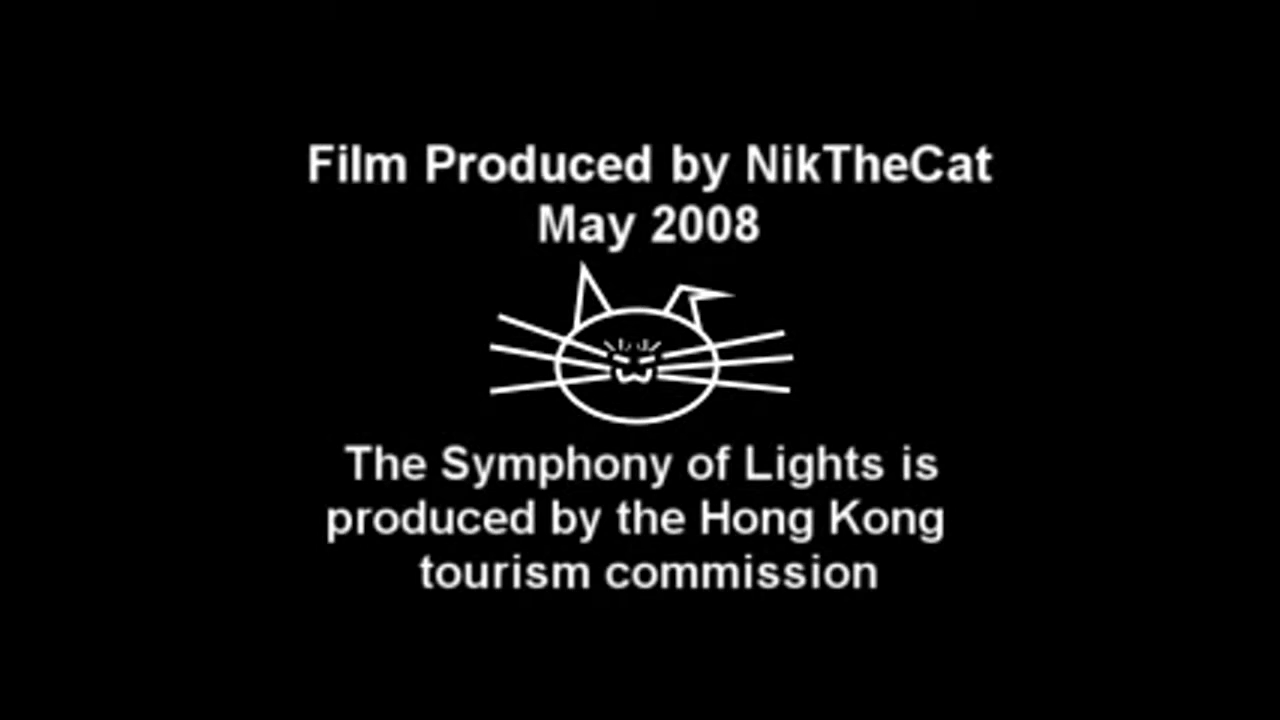 Film Produced by NikTheCat
May 2008
The Symphony of Lights is
produced by the Hong Kong
tourism commission